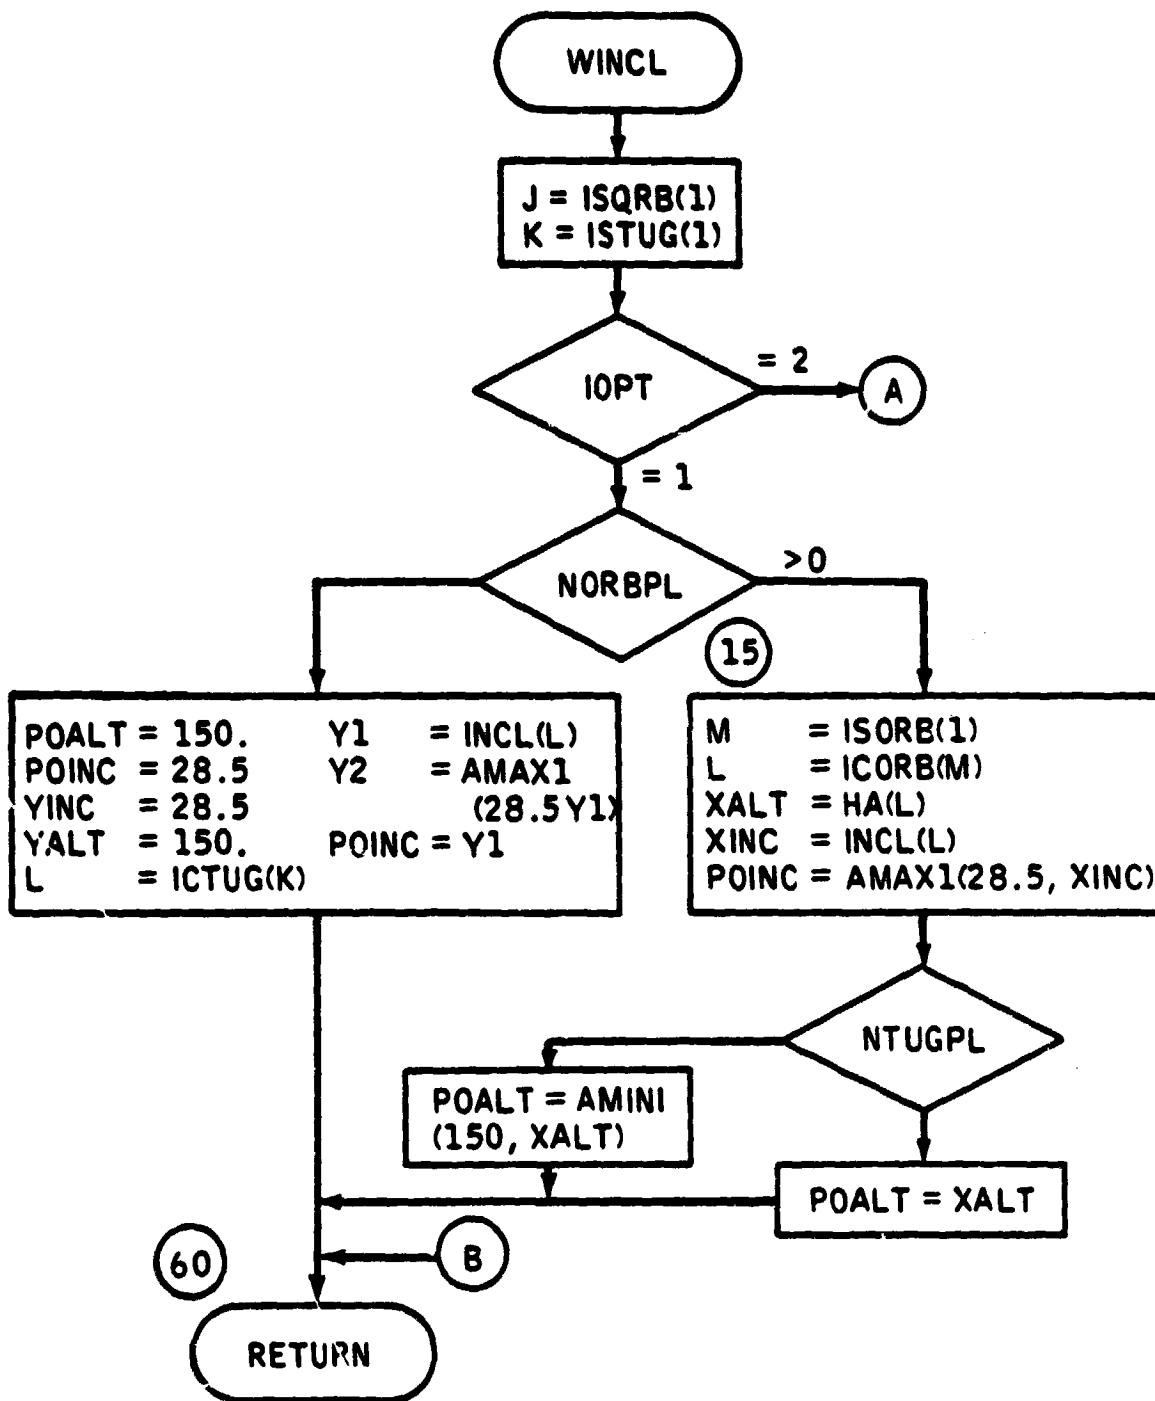 WINCL
J = ISQRB(1)
K = ISTUG(1)
IOPT
= 2
A
= 1
NORBPL
>0
15
POALT = 150. Y1 = INCL(L)
POINC = 28.5 Y2 = AMAX1
YINC = 28.5 (28.5Y1)
YALT = 150. POINC = Y1
L = ICTUG(K)
M = ISORB(1)
L = ICORB(M)
XALT = HA(L)
XINC = INCL(L)
POINC = AMAX1(28.5, XINC)
NTUGPL
POALT = AMINI
(150, XALT)
POALT = XALT
60
B
RETURN